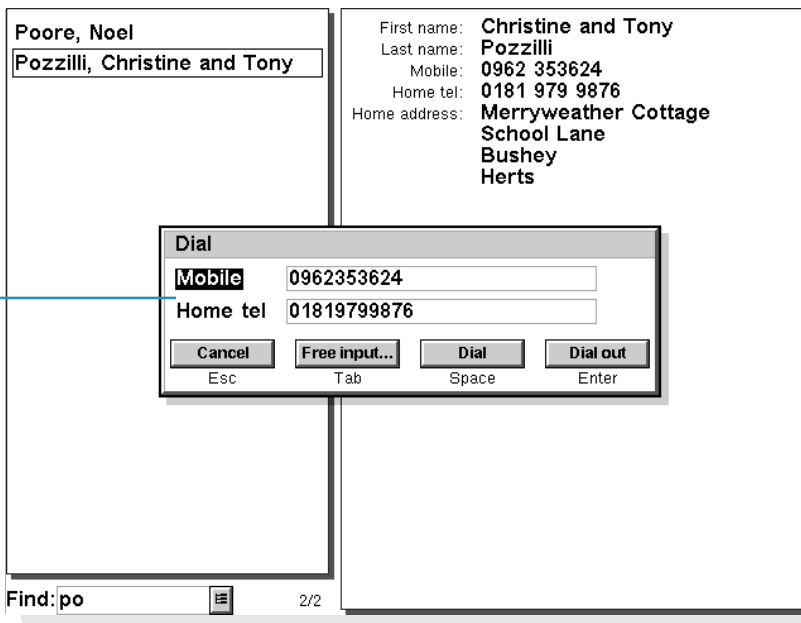 Poore, Noel
Pozzilli, Christine and Tony
First name: Christine and Tony
Last name: Pozzilli
Mobile: 0962 353624
Home tel: 0181 979 9876
Home address: Merryweather Cottage
School Lane
Bushey
Herts
Dial
Mobile 0962353624
Home tel 01819799876
Cancel Free input... Dial Dial out
Esc Tab Space Enter
Find: po 2/2